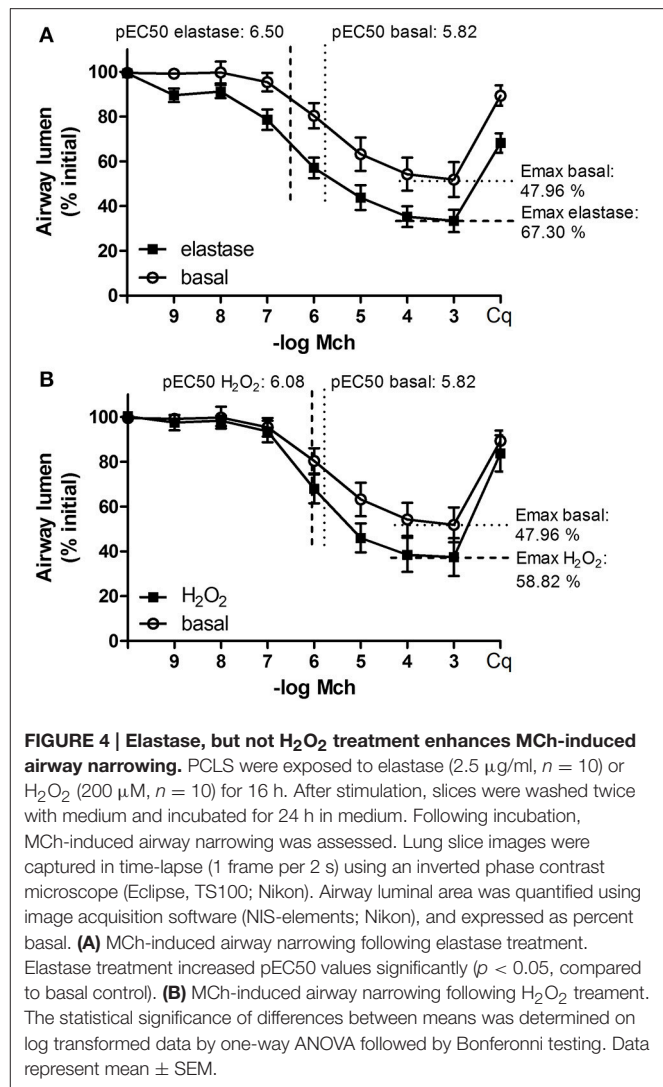 A
pEC50 elastase: 6.50
pEC50 basal: 5.82
Airway lumen
(% initial)
100
80
60
40
20
0
elastase
basal
Emax basal:
47.96 %
Emax elastase:
67.30 %
9 8 7 6 5 4 3 Cq
-log Mch
B
pEC50 H₂O₂: 6.08
pEC50 basal: 5.82
Airway lumen
(% initial)
100
80
60
40
20
0
H₂O₂
basal
Emax basal:
47.96 %
Emax H₂O₂:
58.82 %
9 8 7 6 5 4 3 Cq
-log Mch
FIGURE 4 | Elastase, but not H₂O₂ treatment enhances MCh-induced
airway narrowing. PCLS were exposed to elastase (2.5 μg/ml, n = 10) or
H₂O₂ (200 μM, n = 10) for 16 h. After stimulation, slices were washed twice
with medium and incubated for 24 h in medium. Following incubation,
MCh-induced airway narrowing was assessed. Lung slice images were
captured in time-lapse (1 frame per 2 s) using an inverted phase contrast
microscope (Eclipse, TS100; Nikon). Airway luminal area was quantified using
image acquisition software (NIS-elements; Nikon), and expressed as percent
basal. (A) MCh-induced airway narrowing following elastase treatment.
Elastase treatment increased pEC50 values significantly (p < 0.05, compared
to basal control). (B) MCh-induced airway narrowing following H₂O₂ treament.
The statistical significance of differences between means was determined on
log transformed data by one-way ANOVA followed by Bonferonni testing. Data
represent mean ± SEM.